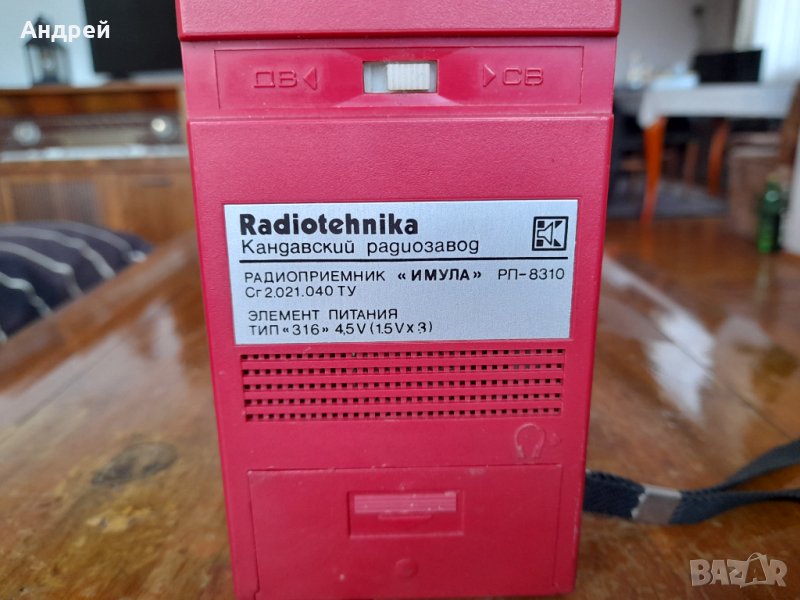 Андрей
ДВ◁ ▷СВ
Radiotehnika
Кандавский радиозавод
РАДИОПРИЕМНИК «ИМУЛА» РП-8310
Сг2.021.040 ТУ
ЭЛЕМЕНТ ПИТАНИЯ
ТИП «316» 4,5V (1.5V x 3)
BAZAR